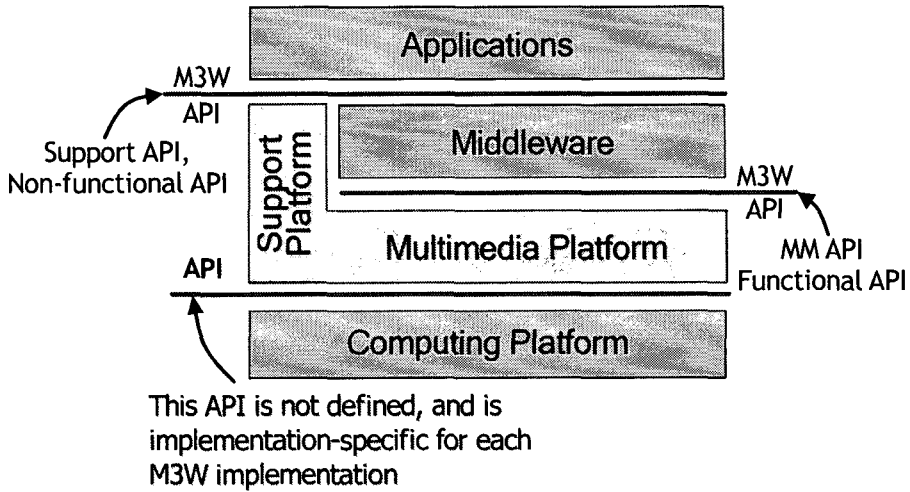 Applications
M3W
API
Support API,
Non-functional API
Support
Platform
Middleware
M3W
API
MM API
Functional API
Multimedia Platform
API
Computing Platform
This API is not defined, and is
implementation-specific for each
M3W implementation